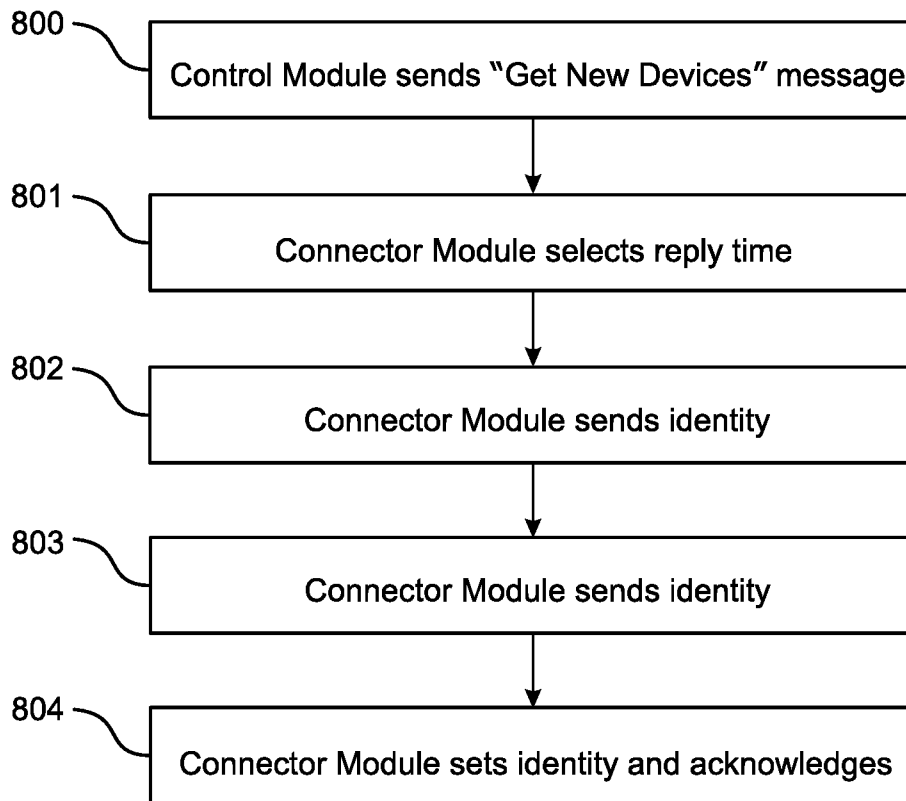 800
Control Module sends “Get New Devices” message
801
Connector Module selects reply time
802
Connector Module sends identity
803
Connector Module sends identity
804
Connector Module sets identity and acknowledges